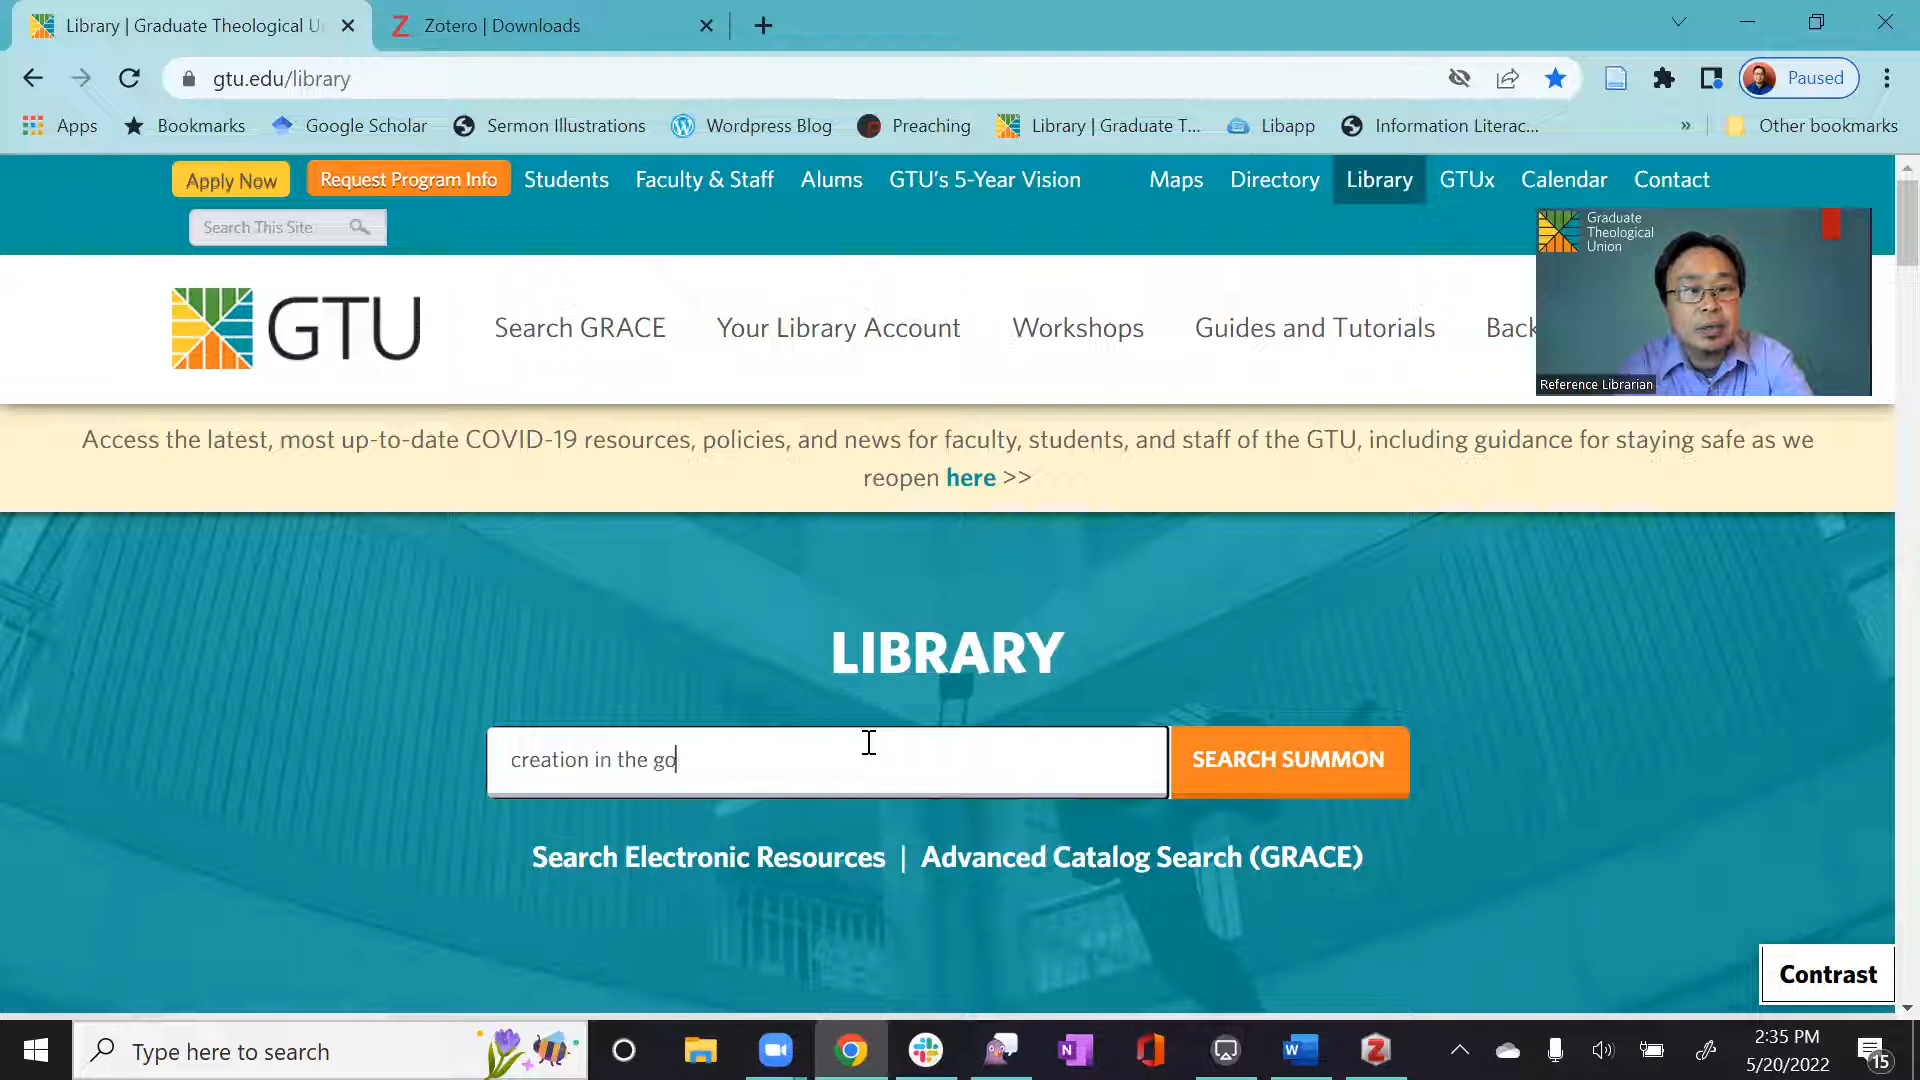 Library | Graduate Theological U
Zotero | Downloads
gtu.edu/library
Paused
Apps
Bookmarks
Google Scholar
Sermon Illustrations
Wordpress Blog
Preaching
Library | Graduate T...
Libapp
Information Literac...
»
Other bookmarks
Apply Now
Request Program Info
Students
Faculty & Staff
Alums
GTU's 5-Year Vision
Maps
Directory
Library
GTUx
Calendar
Contact
Search This Site
Graduate
Theological
Union
GTU
Search GRACE
Your Library Account
Workshops
Guides and Tutorials
Back
Reference Librarian
Access the latest, most up-to-date COVID-19 resources, policies, and news for faculty, students, and staff of the GTU, including guidance for staying safe as we
reopen here >>
LIBRARY
creation in the go
SEARCH SUMMON
Search Electronic Resources | Advanced Catalog Search (GRACE)
Contrast
Type here to search
2:35 PM
5/20/2022
15